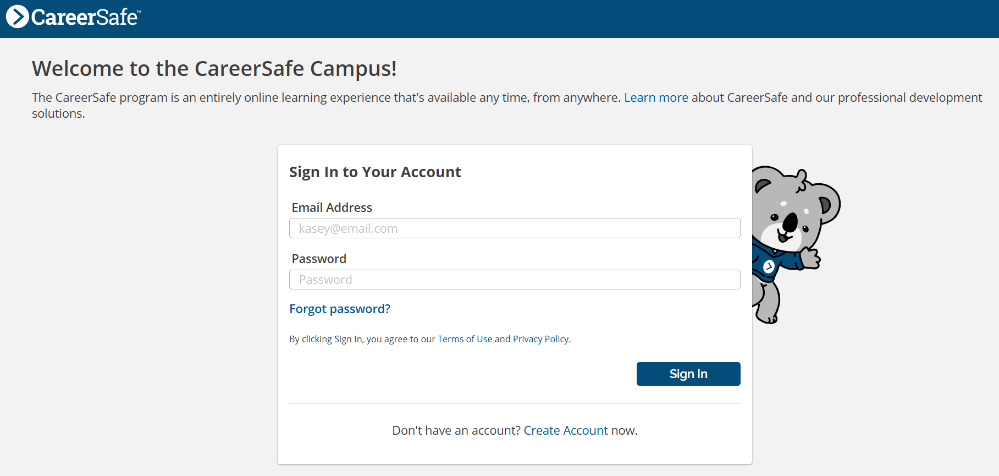 CareerSafe™
Welcome to the CareerSafe Campus!
The CareerSafe program is an entirely online learning experience that's available any time, from anywhere. Learn more about CareerSafe and our professional development
solutions.
Sign In to Your Account
Email Address
kasey@email.com
Password
Password
Forgot password?
By clicking Sign In, you agree to our Terms of Use and Privacy Policy.
Sign In
Don't have an account? Create Account now.